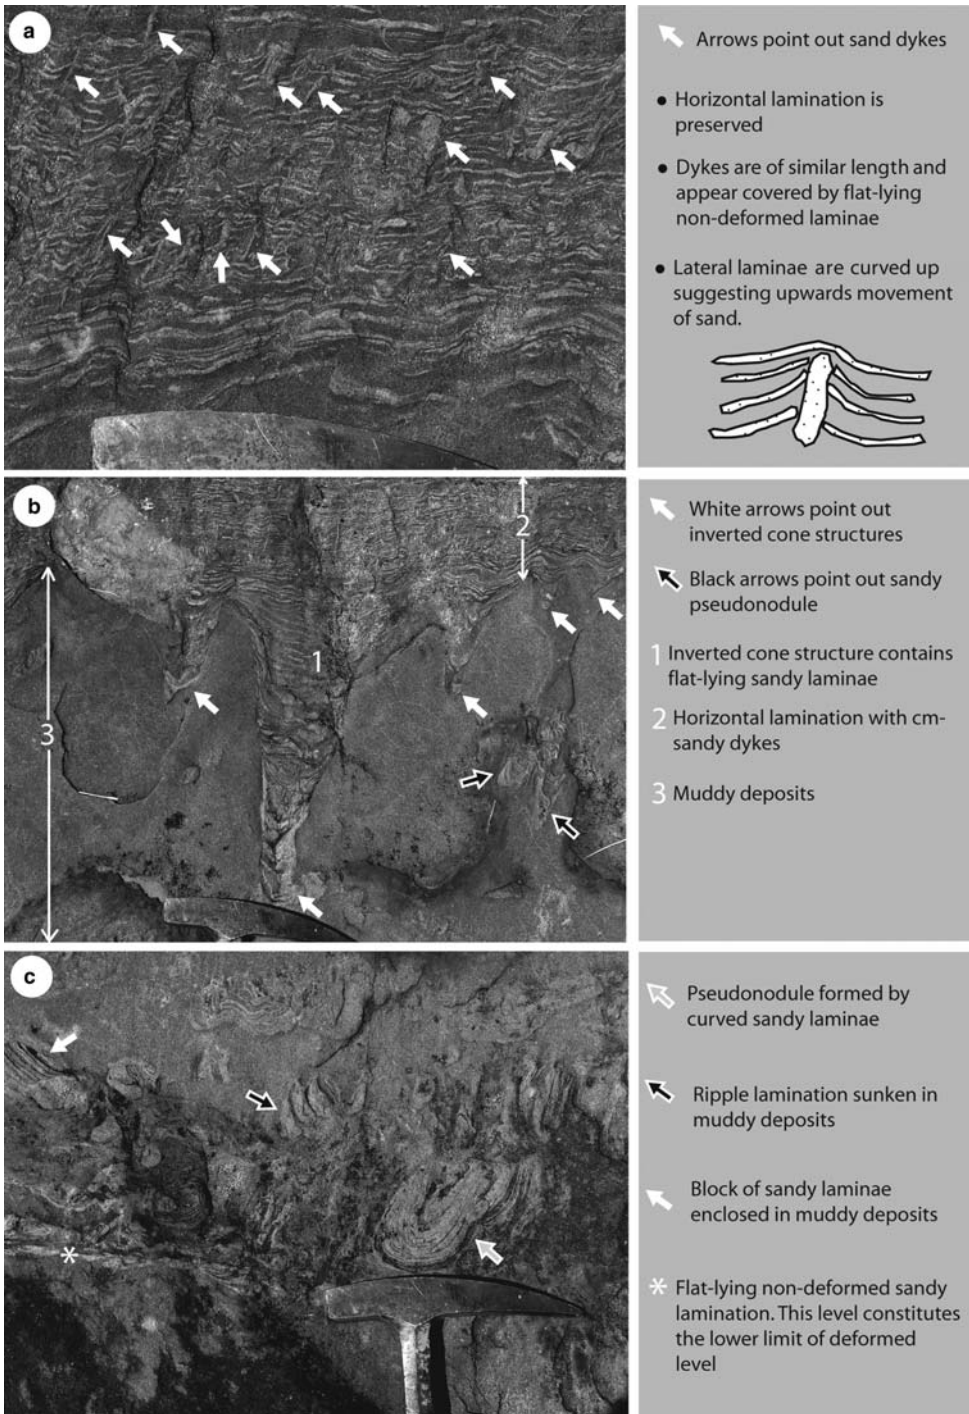 a
Arrows point out sand dykes
• Horizontal lamination is
preserved
• Dykes are of similar length and
appear covered by flat-lying
non-deformed laminae
• Lateral laminae are curved up
suggesting upwards movement
of sand.
b
2
1
3
White arrows point out
inverted cone structures
Black arrows point out sandy
pseudonodule
1 Inverted cone structure contains
flat-lying sandy laminae
2 Horizontal lamination with cm-
sandy dykes
3 Muddy deposits
c
*
Pseudonodule formed by
curved sandy laminae
Ripple lamination sunken in
muddy deposits
Block of sandy laminae
enclosed in muddy deposits
* Flat-lying non-deformed sandy
lamination. This level constitutes
the lower limit of deformed
level